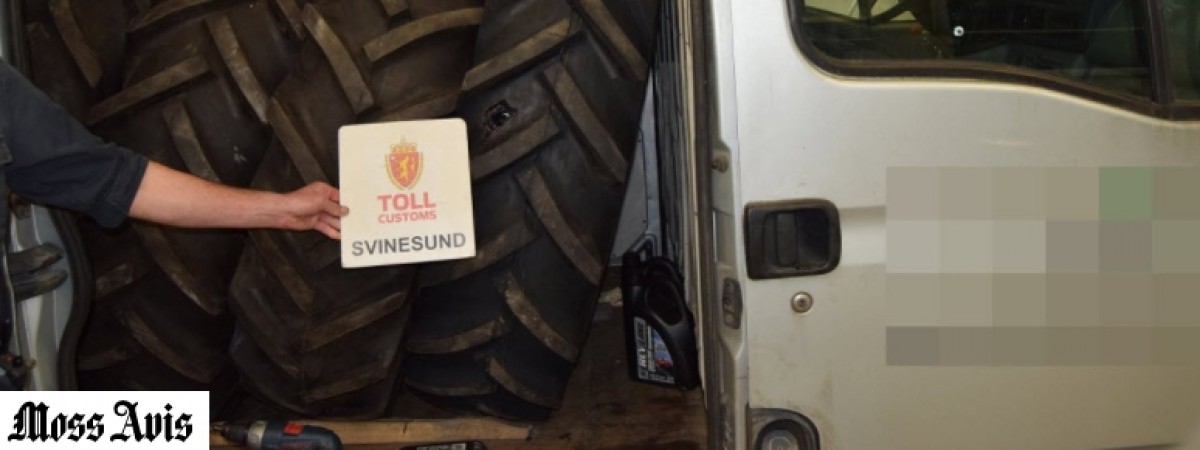 TOLL
CUSTOMS
SVINESUND
Moss Avis